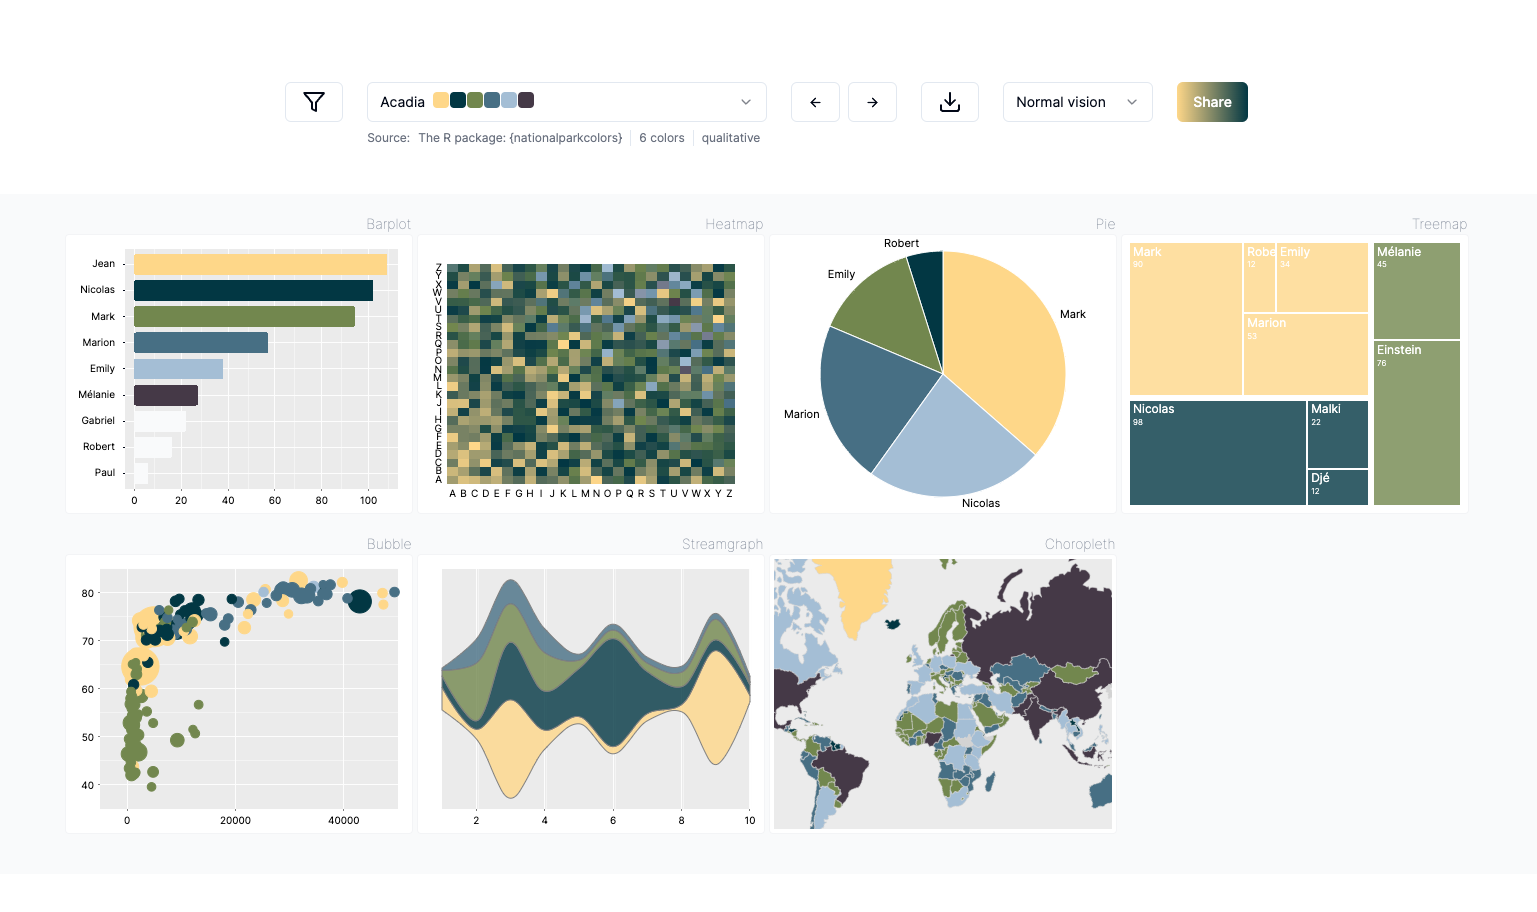 Acadia
Normal vision
Share
Source: The R package: {nationalparkcolors} 6 colors qualitative
Barplot
Jean
Nicolas
Mark
Marion
Emily
Mélanie
Gabriel
Robert
Paul
0 20 40 60 80 100
Heatmap
Z
Y
X
W
V
U
T
S
R
Q
P
O
N
M
L
K
J
I
H
G
F
E
D
C
B
A
A B C D E F G H I J K L M N O P Q R S T U V W X Y Z
Pie
Robert
Emily
Mark
Marion
Nicolas
Treemap
Mark
90
Robe
12
Emily
34
Marion
53
Mélanie
45
Einstein
76
Nicolas
98
Malki
22
Djé
12
Bubble
80
70
60
50
40
0 20000 40000
Streamgraph
2 4 6 8 10
Choropleth